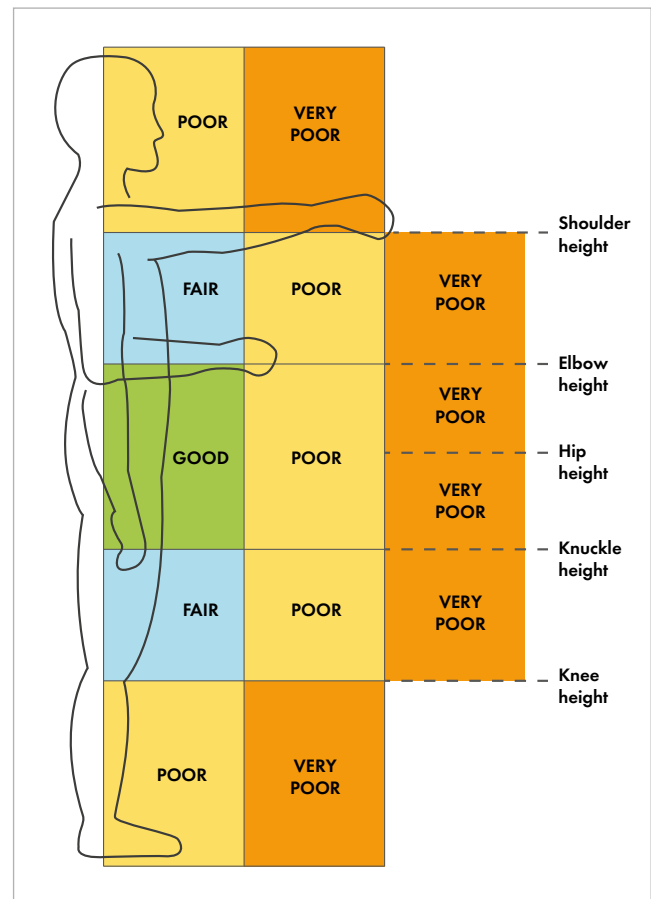 POOR
VERY
POOR
Shoulder
height
FAIR
POOR
VERY
POOR
Elbow
height
VERY
POOR
GOOD
POOR
Hip
height
VERY
POOR
Knuckle
height
FAIR
POOR
VERY
POOR
Knee
height
POOR
VERY
POOR